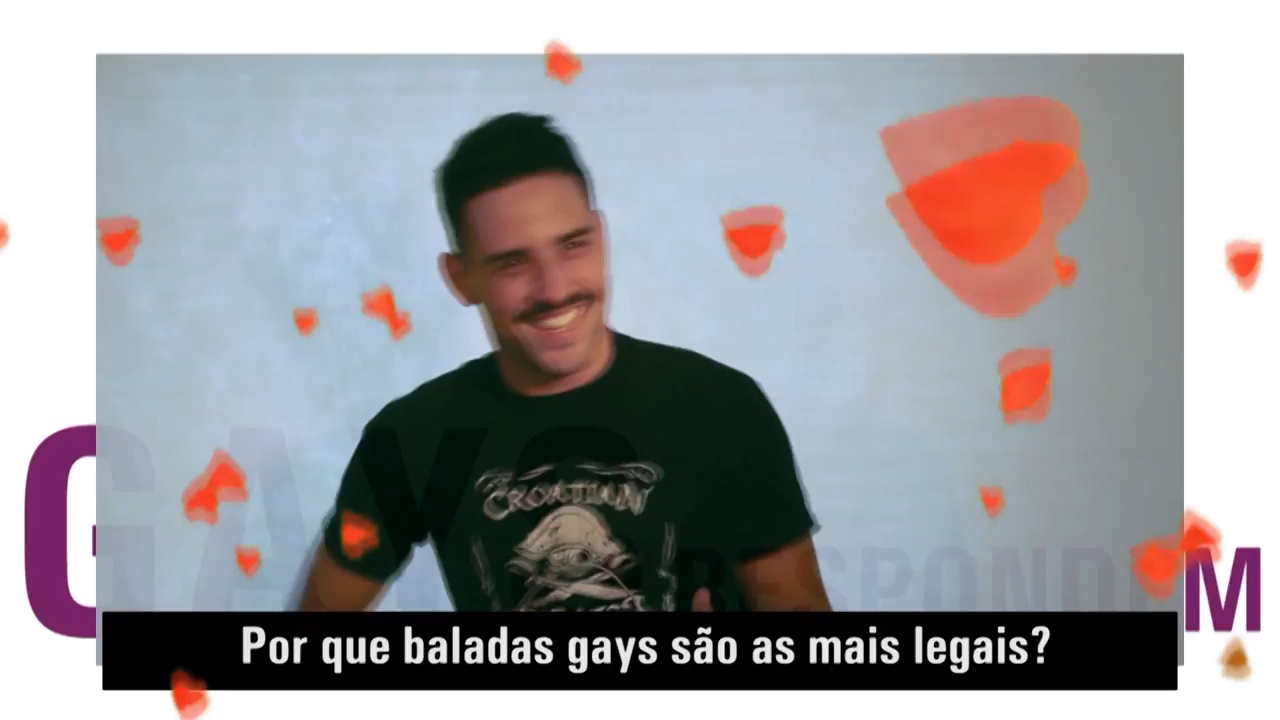 GAYS
RESPONDEM
CROATIAN
Por que baladas gays são as mais legais?